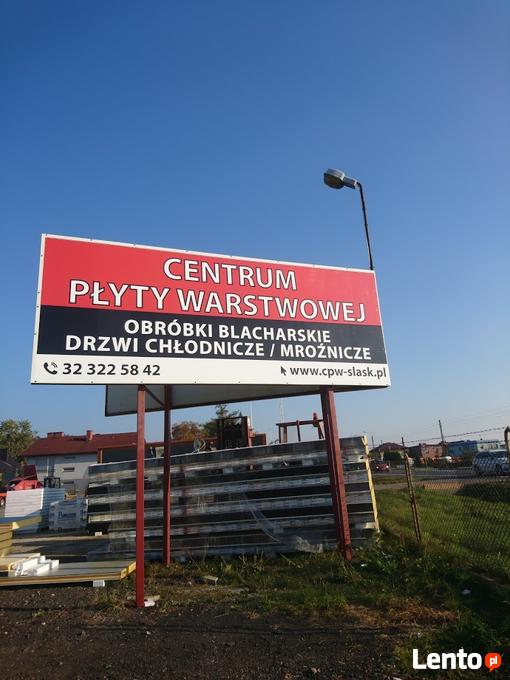 CENTRUM
PŁYTY WARSTWOWEJ
OBRÓBKI BLACHARSKIE
DRZWI CHŁODNICZE / MROŹNICZE
32 322 58 42
www.cpw-slask.pl
Lento.pl